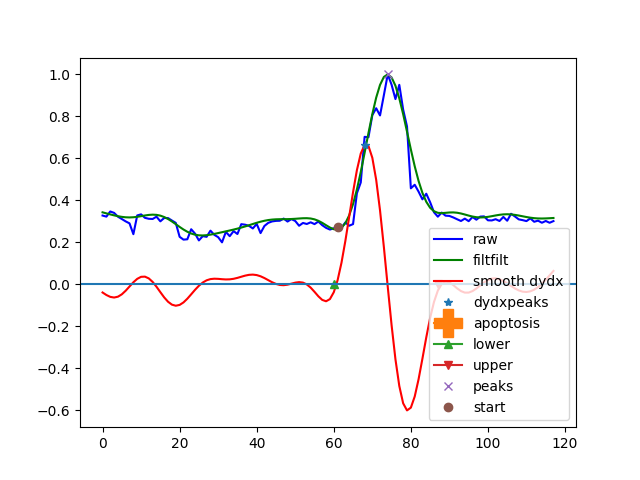 1.0
0.8
0.6
0.4
0.2
0.0
−0.2
−0.4
−0.6
0 20 40 60 80 100 120
raw
filtfilt
smooth dydx
dydxpeaks
apoptosis
lower
upper
peaks
start